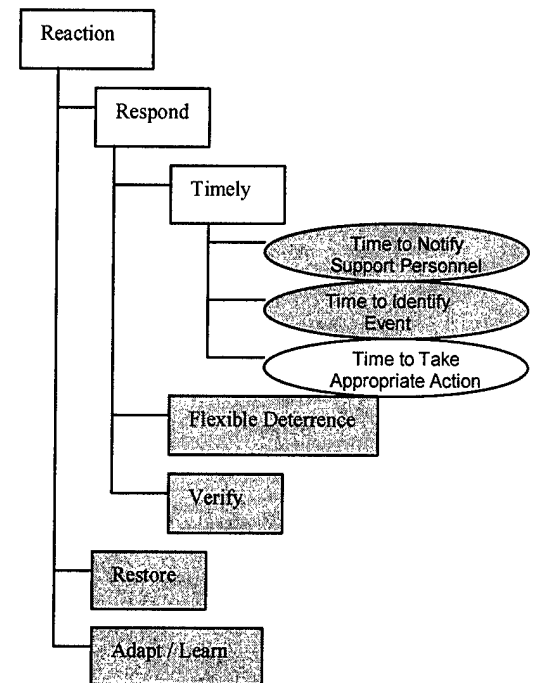 Reaction
Respond
Timely
Time to Notify
Support Personnel
Time to Identify
Event
Time to Take
Appropriate Action
Flexible Deterrence
Verify
Restore
Adapt / Learn